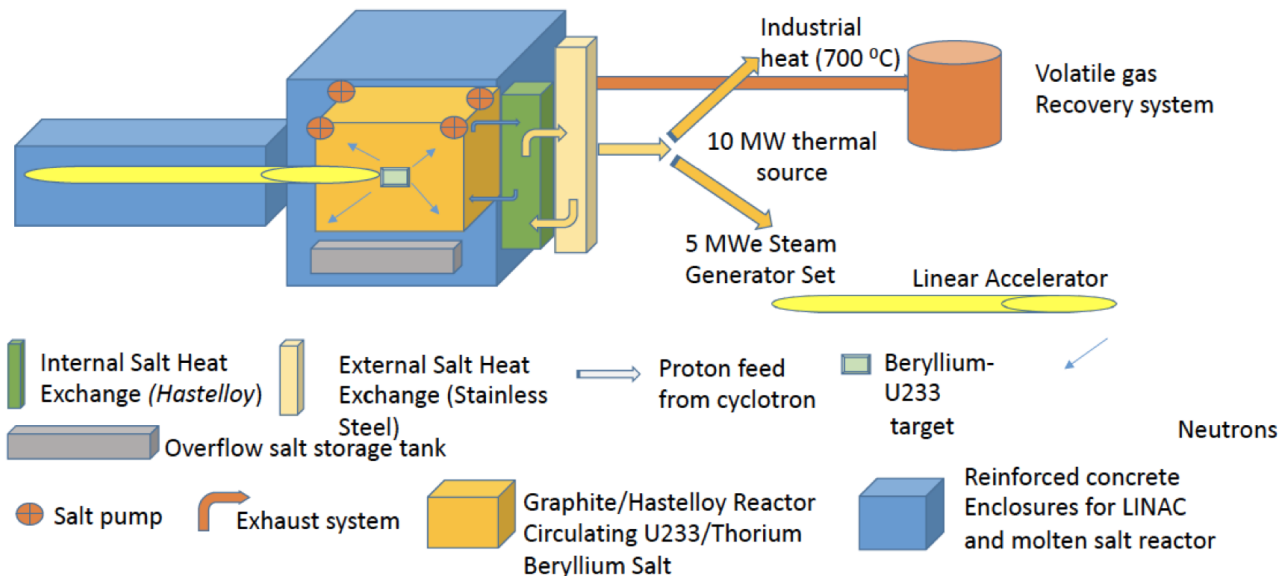 Industrial
heat (700 ⁰C)
Volatile gas
Recovery system
10 MW thermal
source
5 MWe Steam
Generator Set
Linear Accelerator
Internal Salt Heat
Exchange (Hastelloy)
External Salt Heat
Exchange (Stainless
Steel)
Proton feed
from cyclotron
Beryllium-
U233
target
Neutrons
Overflow salt storage tank
Salt pump
Exhaust system
Graphite/Hastelloy Reactor
Circulating U233/Thorium
Beryllium Salt
Reinforced concrete
Enclosures for LINAC
and molten salt reactor